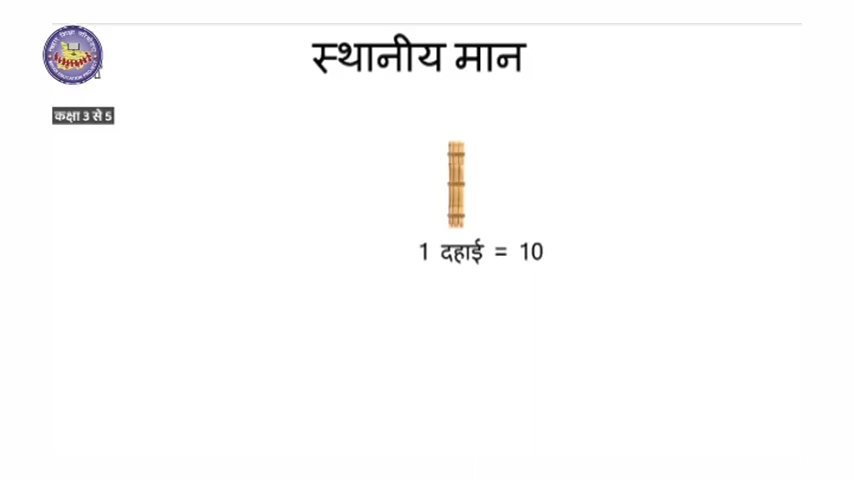 स्थानीय मान
कक्षा 3 से 5
1 दहाई = 10